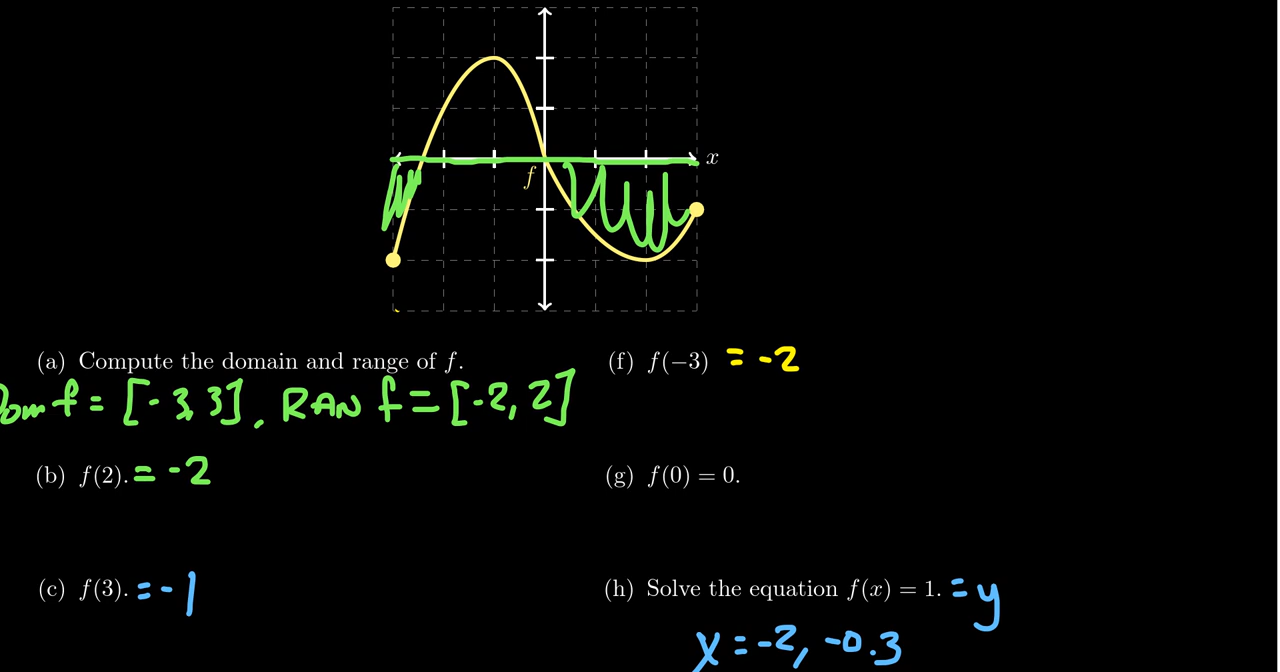 x
f
(a) Compute the domain and range of f.
Dom f = [-3, 3], RAN f = [-2, 2]
(f) f(−3) = -2
(b) f(2). = -2
(g) f(0) = 0.
(c) f(3). = -1
(h) Solve the equation f(x) = 1. = y
x = -2, -0.3